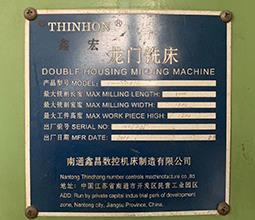 THINHON ®
鑫宏 龙门铣床
DOUBLE HOUSING MILLING MACHINE
产品型号 MODEL
最大铣削长度 MAX MILLING LENGTH
最大铣削宽度 MAX MILLING WIDTH
最大工件高度 MAX WORK PIECE HIGH
出厂编号 SERIAL NO
出厂日期 MFR DATE
南通鑫昌数控机床制造有限公司
Nantong Thinchang number controls machinofacture co.,ltd
地址:中国江苏省南通市开发区民营工业园区
ADD: Run by private capital industrial park of development
zone, Nantong city, Jiangsu Province, China.